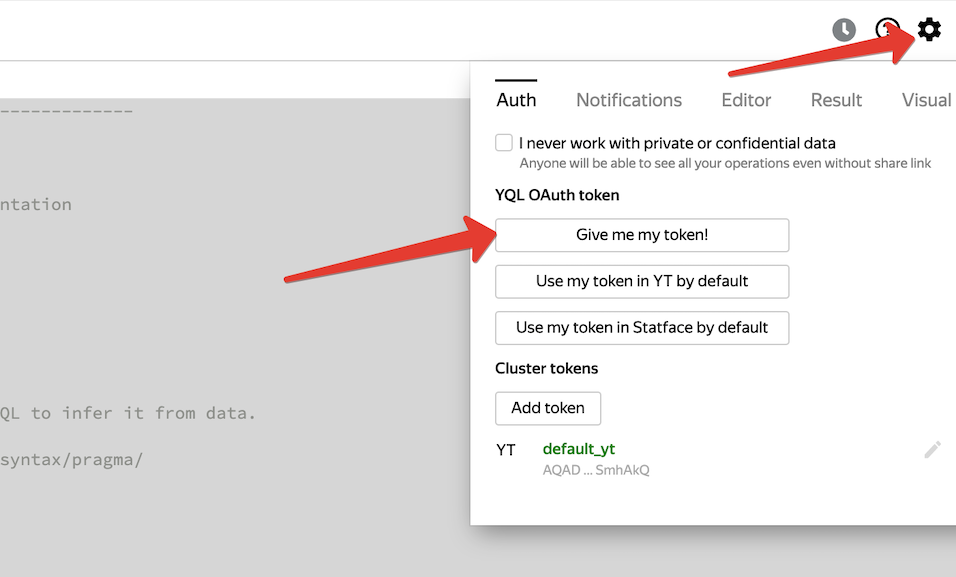 Auth Notifications Editor Result Visual
------------
I never work with private or confidential data
Anyone will be able to see all your operations even without share link
ntation
YQL OAuth token
Give me my token!
Use my token in YT by default
Use my token in Statface by default
Cluster tokens
QL to infer it from data.
Add token
syntax/pragma/
YT default_yt
AQAD ... SmhAkQ